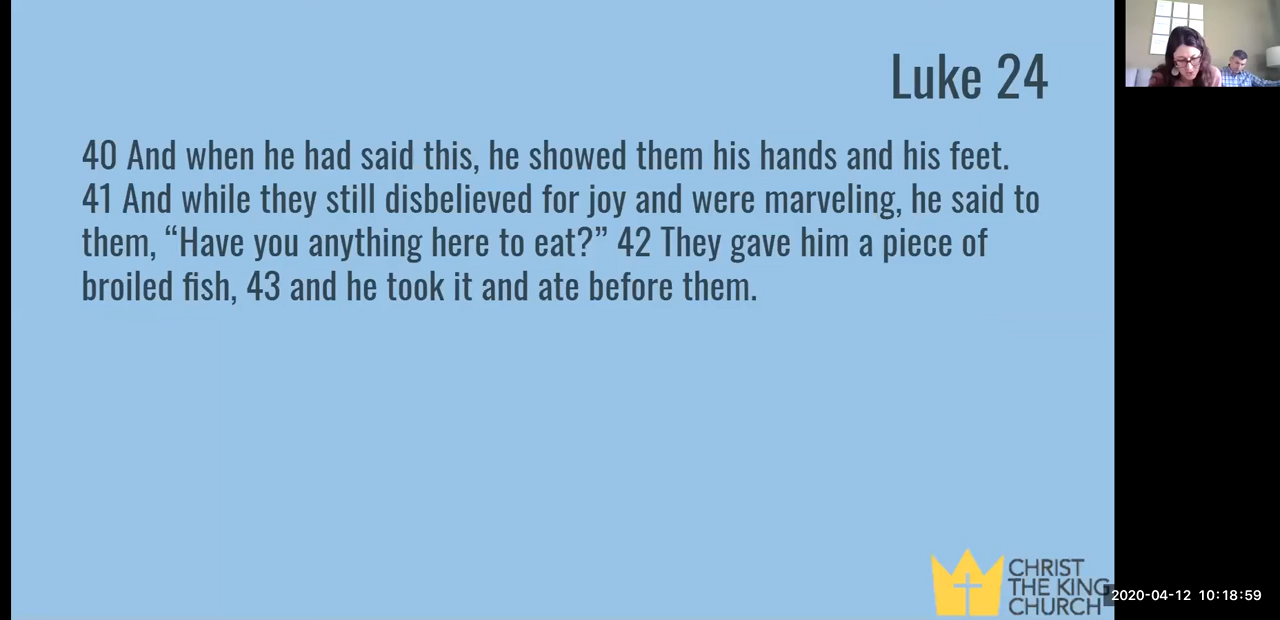 Luke 24
40 And when he had said this, he showed them his hands and his feet.
41 And while they still disbelieved for joy and were marveling, he said to
them, “Have you anything here to eat?” 42 They gave him a piece of
broiled fish, 43 and he took it and ate before them.
CHRIST
THE KING
CHURCH
2020-04-12 10:18:59